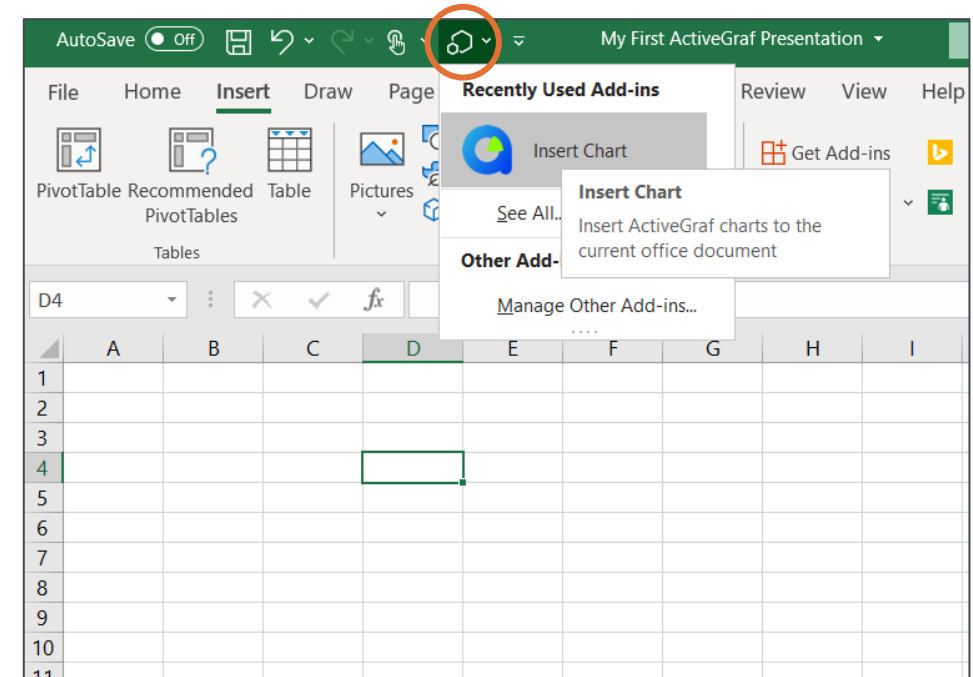 AutoSave Off My First ActiveGraf Presentation
File Home Insert Draw Page Review View Help
Recently Used Add-ins
Insert Chart
See All..
Other Add-
Manage Other Add-ins...
Insert Chart
Insert ActiveGraf charts to the
current office document
PivotTable Recommended
PivotTables
Table
Pictures
Get Add-ins
Tables
D4 fx
A B C D E F G H I
1
2
3
4
5
6
7
8
9
10
11